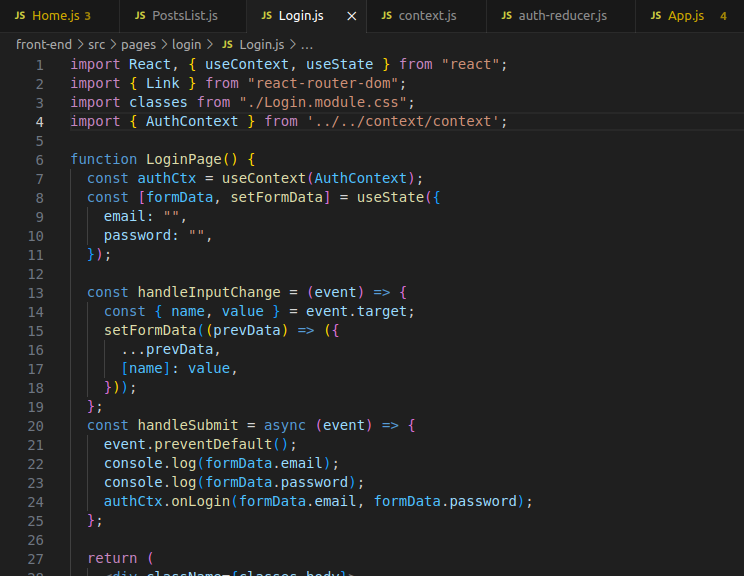 JS Home.js 3 JS PostsList.js JS Login.js × JS context.js JS auth-reducer.js JS App.js 4
front-end > src > pages > login > JS Login.js > ...
1 import React, { useContext, useState } from "react";
2 import { Link } from "react-router-dom";
3 import classes from "./Login.module.css";
4 import { AuthContext } from '../../context/context';
5
6 function LoginPage() {
7   const authCtx = useContext(AuthContext);
8   const [formData, setFormData] = useState({
9     email: "",
10     password: "",
11   });
12
13   const handleInputChange = (event) => {
14     const { name, value } = event.target;
15     setFormData((prevData) => ({
16       ...prevData,
17       [name]: value,
18     }));
19   };
20   const handleSubmit = async (event) => {
21     event.preventDefault();
22     console.log(formData.email);
23     console.log(formData.password);
24     authCtx.onLogin(formData.email, formData.password);
25   };
26
27   return (
28     <div className={classes.body}>